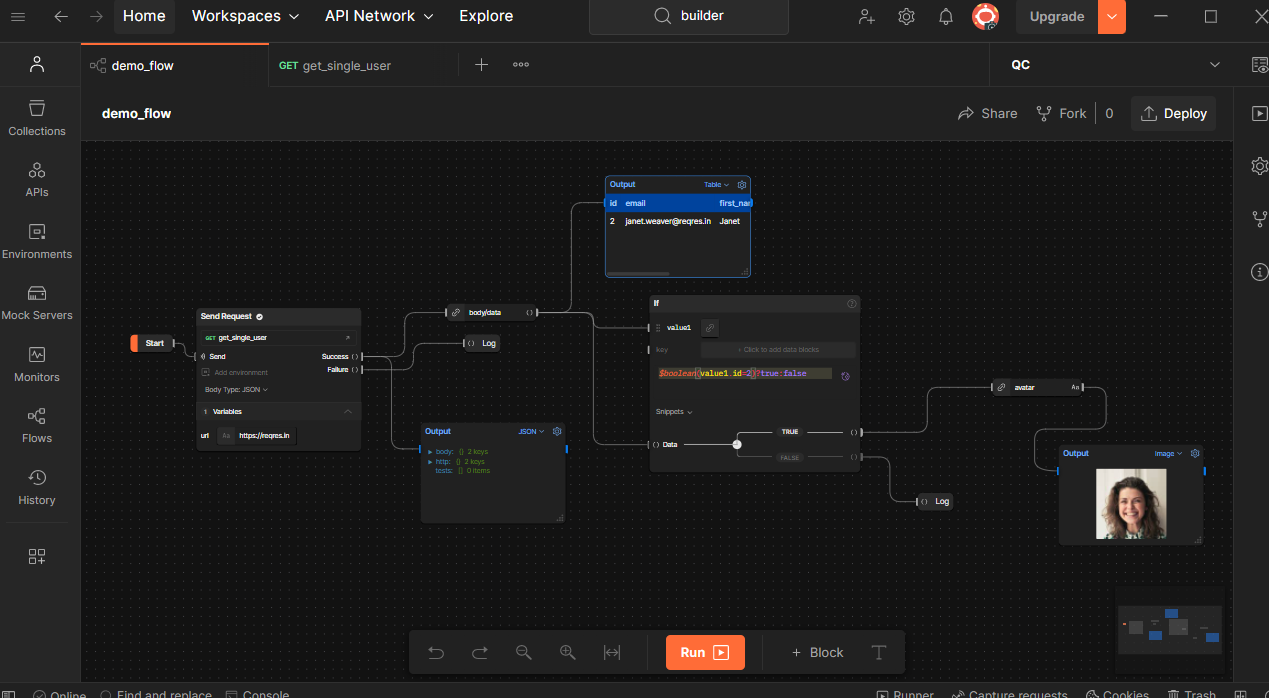 Home Workspaces API Network Explore builder Upgrade
demo_flow GET get_single_user QC
demo_flow Share Fork 0 Deploy
Collections
APIs
Environments
Mock Servers
Monitors
Flows
History
Start
Send Request
GET get_single_user
Send Success
Failure
Add environment
Body Type: JSON
1 Variables
url Aa https://reqres.in
body/data
Log
Output JSON
body: {} 2 keys
http: {} 2 keys
tests: [] 0 items
Output Table
id email first_nar
2 janet.weaver@reqres.in Janet
If
value1
key + Click to add data blocks
$boolean(value1.id=2)?true:false
Snippets
Data TRUE
FALSE
Log
avatar Aa
Output Image
Run + Block
Online Find and replace Console Runner Capture requests Cookies Trash